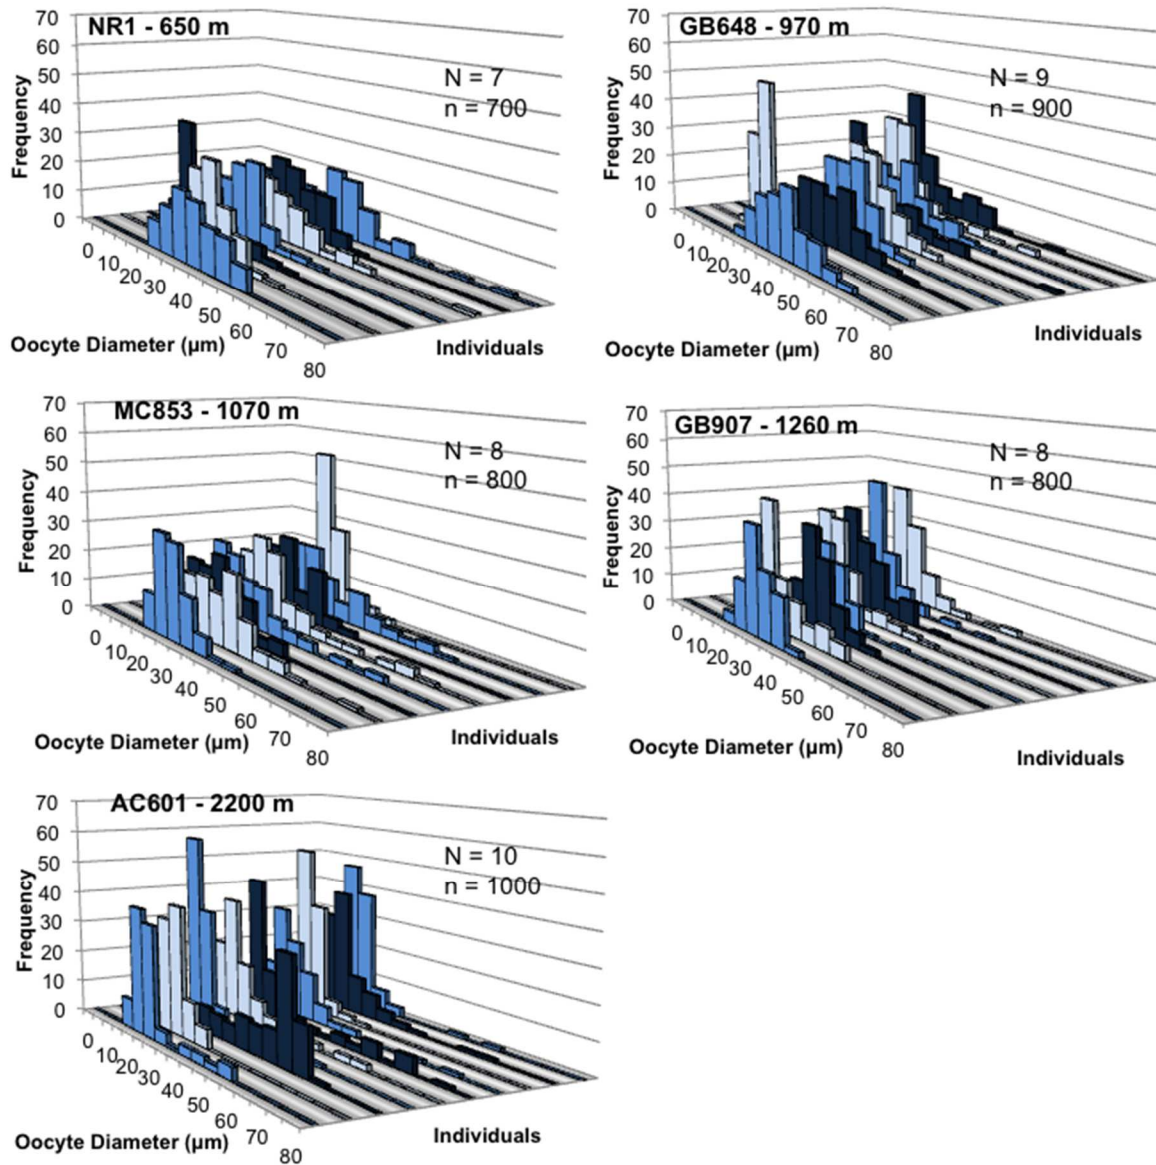 NR1 - 650 m
N = 7
n = 700
Frequency
70
60
50
40
30
20
10
0
0
10
20
30
40
50
60
70
80
Oocyte Diameter (µm)
Individuals
GB648 - 970 m
N = 9
n = 900
Frequency
70
60
50
40
30
20
10
0
0
10
20
30
40
50
60
70
80
Oocyte Diameter (µm)
Individuals
MC853 - 1070 m
N = 8
n = 800
Frequency
70
60
50
40
30
20
10
0
0
10
20
30
40
50
60
70
80
Oocyte Diameter (µm)
Individuals
GB907 - 1260 m
N = 8
n = 800
Frequency
70
60
50
40
30
20
10
0
0
10
20
30
40
50
60
70
80
Oocyte Diameter (µm)
Individuals
AC601 - 2200 m
N = 10
n = 1000
Frequency
70
60
50
40
30
20
10
0
0
10
20
30
40
50
60
70
80
Oocyte Diameter (µm)
Individuals